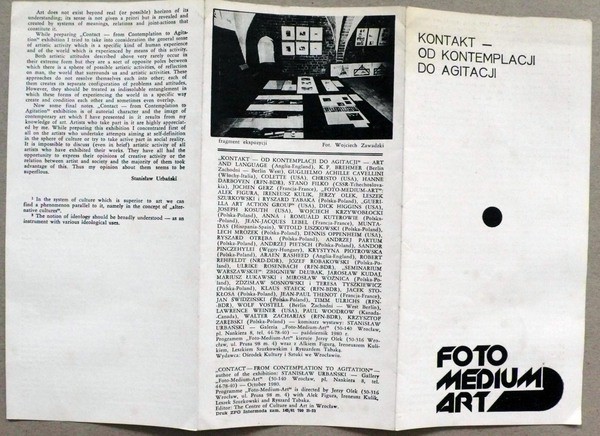 Art does not exist beyond real (or possible) horizon of its
understanding; its sense is not given a priori but is revealed and
created by systems of meanings, relations and joint-actions that
constitute it.
While preparing „Contact — from Contemplation to Agita-
tion" exhibition I tried to take into consideration the general sense
of artistic activity which is a specific kind of human experience
and of the world which is experienced by means of this activity.
Both artistic attitudes described above very rarely occur in
their extreme form but they are a sort of opposite poles between
which there is a sphere of possible artistic activities, of reflection
on man, the world that surrounds us and artistic activities. These
approaches do not resolve themselves each into other; each of
them creates its separate configuration of problems and attitudes.
However, they should be treated as indissoluble entanglement in
which these forms of experiencing the world in a specific way
create and condition each other and sometimes even overlap.
Now some final notes. „Contact — from Contemplation to
Agitation" exhibition is of autorial character and the image of
contemporary art which I have presented in it results from my
knowledge of art. Artists who take part in it are highly appreciat-
ed by me. While preparing this exhibition I concentrated first of
all on the artists who undertake attempts aiming at self-definition
in the sphere of culture or try to take active part in social reality.
It is impossible to discuss (even in brief) artistic activity of all
artists who have exhibited their works. They have all had the
opportunity to express their opinions of creative activity or the
relation between artist and society and the majority of them took
advantage of this. Thus my opinion about them seems to be
superfluous.
Stanisław Urbański
¹ In the system of culture which is superior to art we can
find a phenomenon parallel to it, namely in the concept of „alter-
native culture".
² The notion of ideology should be broadly understood — as an
instrument with various ideological uses.
fragment ekspozycji Fot. Wojciech Zawadzki
„KONTAKT — OD KONTEMPLACJI DO AGITACJI" — ART
AND LANGUAGE (Anglia-England), K. P. BREHMER (Berlin
Zachodni — Berlin West), GUGLIELMO ACHILLE CAVELLINI
(Włochy-Italia), COLETTE (USA), CHRISTO (USA), HANNE
DARBOVEN (RFN-BDR), STANO FILKO (CSSR-Tchechoslova-
kia), JOCHEN GERZ (Francja-France), „FOTO-MEDIUM-ART":
ALEK FIGURA, IRENEUSZ KULIK, JERZY OLEK, LESZEK
SZURKOWSKI i RYSZARD TABAKA (Polska-Poland), „GUERIL-
LA ART ACTION GROUP" (USA), DICK HIGGINS (USA),
JOSEPH KOSUTH (USA), WOJCIECH KRZYWOBŁOCKI
(Polska-Poland), ANNA i ROMUALD KUTEROWIE (Polska-
Poland), JEAN-JACQUES LEBEL (Francja-France), MUNTA-
DAS (Hiszpania-Spain), WITOLD LISZKOWSKI (Polska-Poland),
LECH MROŻEK (Polska-Poland), DENNIS OPPENHEIM (USA),
RYSZARD OTRĘBA (Polska-Poland), ANDRZEJ PARTUM
(Polska-Poland), ANDRZEJ PIETSCH (Polska-Poland), SANDOR
PINCZEHYLEI (Węgry-Hungary), KRYSTYNA PIOTROWSKA
(Polska-Poland), ARAEN RASHEED (Anglia-England), ROBERT
REHFELDT (NRD-DDR), JÓZEF ROBAKOWSKI (Polska-Po-
land), ULRIKE ROSENBACH (RFN-BDR), „SEMINARIUM
WARSZAWSKIE": ZBIGNIEW DŁUBAK, JAROSŁAW KUDAJ,
MARIUSZ ŁUKAWSKI i MIROSŁAW WOŹNICA (Polska-Po-
land), ZDZISŁAW SOSNOWSKI i TERESA TYSZKIEWICZ
(Polska-Poland), KLAUS STAECK (RFN-BDR), JACEK STO-
KŁOSA (Polska-Poland), JEAN-PAUL THENOT (Francja-France),
JAN ŚWIDZIŃSKI (Polska-Poland), TIMM ULRICHS (RFN-
BDR), WOLF VOSTELL (Berlin Zachodni — West Berlin),
LAWRENCE WEINER (USA), PAUL WOODROW (Kanada-
-Canada), WALTER ZACHARIAS (RFN-BDR), KRZYSZTOF
ZARĘBSKI (Polska-Poland) — komisarz wystawy: STANISŁAW
URBAŃSKI — Galeria „Foto-Medium-Art" (50-140 Wrocław,
pl. Nankiera 8, tel. 44-78-40) — październik 1980 r.
Programem „Foto-Medium-Art" kieruje Jerzy Olek (50-316 Wro-
cław, ul. Prusa 98 m. 4) wraz z Alkiem Figurą, Ireneuszem Kuli-
kiem, Leszkiem Szurkowskim i Ryszardem Tabaką.
Wydawca: Ośrodek Kultury i Sztuki we Wrocławiu.
„CONTACT — FROM CONTEMPLATION TO AGITATION" —
author of the exhibition: STANISŁAW URBAŃSKI — Gallery
„Foto-Medium-Art" (50-140 Wrocław, pl. Nankiera 8, tel.
44-78-40) — October 1980.
Programme „Foto-Medium-Art" is directed by Jerzy Olek (50-316
Wrocław, ul. Prusa 98 m. 4) with Alek Figura, Ireneusz Kulik,
Leszek Szurkowski and Ryszard Tabaka.
Editor: The Centre of Culture and Art in Wrocław.
KONTAKT —
OD KONTEMPLACJI
DO AGITACJI
FOTO
MEDIUM
ART